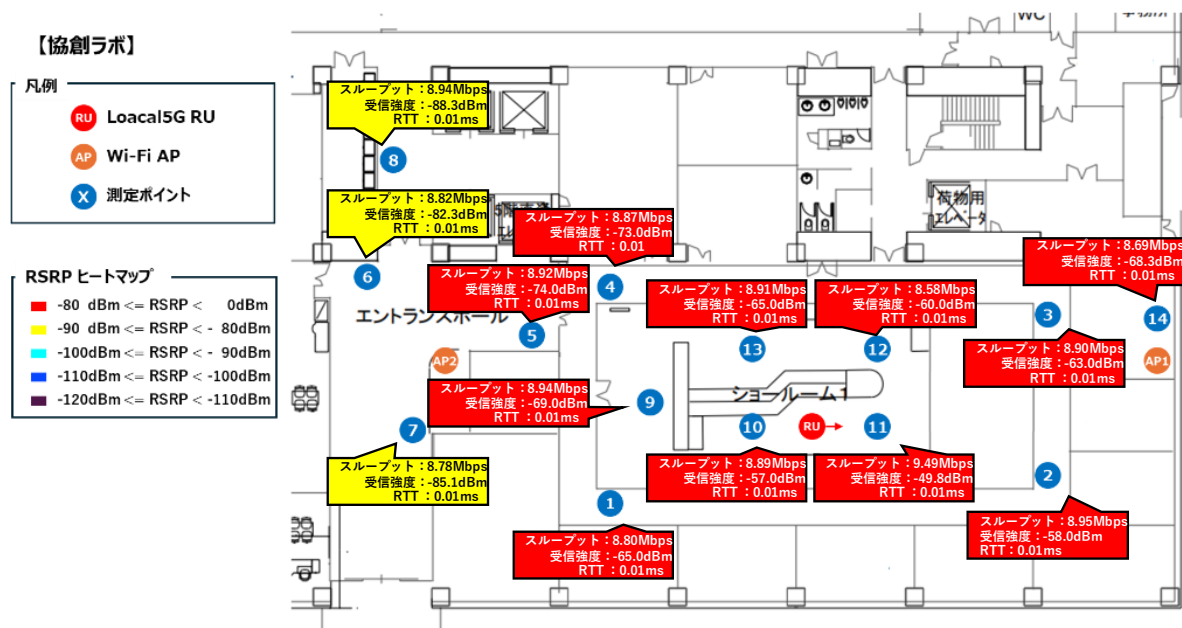 【協創ラボ】
凡例
RU Loacal5G RU
AP Wi-Fi AP
X 測定ポイント
RSRP ヒートマップ
-80 dBm <= RSRP < 0dBm
-90 dBm <= RSRP < - 80dBm
-100dBm <= RSRP < - 90dBm
-110dBm <= RSRP < -100dBm
-120dBm <= RSRP < -110dBm
WC
スループット：8.94Mbps
受信強度：-88.3dBm
RTT ：0.01ms
8
スループット：8.82Mbps
受信強度：-82.3dBm
RTT ：0.01ms
6
荷物用
エレベータ
スループット：8.87Mbps
受信強度：-73.0dBm
RTT ：0.01
4
スループット：8.92Mbps
受信強度：-74.0dBm
RTT ：0.01ms
5
エントランスホール
スループット：8.91Mbps
受信強度：-65.0dBm
RTT ：0.01ms
13
スループット：8.58Mbps
受信強度：-60.0dBm
RTT ：0.01ms
12
スループット：8.69Mbps
受信強度：-68.3dBm
RTT ：0.01ms
14
3
スループット：8.90Mbps
受信強度：-63.0dBm
RTT ：0.01ms
AP1
AP2
スループット：8.94Mbps
受信強度：-69.0dBm
RTT ：0.01ms
9
ショールーム1
10
RU
11
7
スループット：8.78Mbps
受信強度：-85.1dBm
RTT ：0.01ms
スループット：8.89Mbps
受信強度：-57.0dBm
RTT ：0.01ms
スループット：9.49Mbps
受信強度：-49.8dBm
RTT ：0.01ms
2
1
スループット：8.80Mbps
受信強度：-65.0dBm
RTT ：0.01ms
スループット：8.95Mbps
受信強度：-58.0dBm
RTT：0.01ms